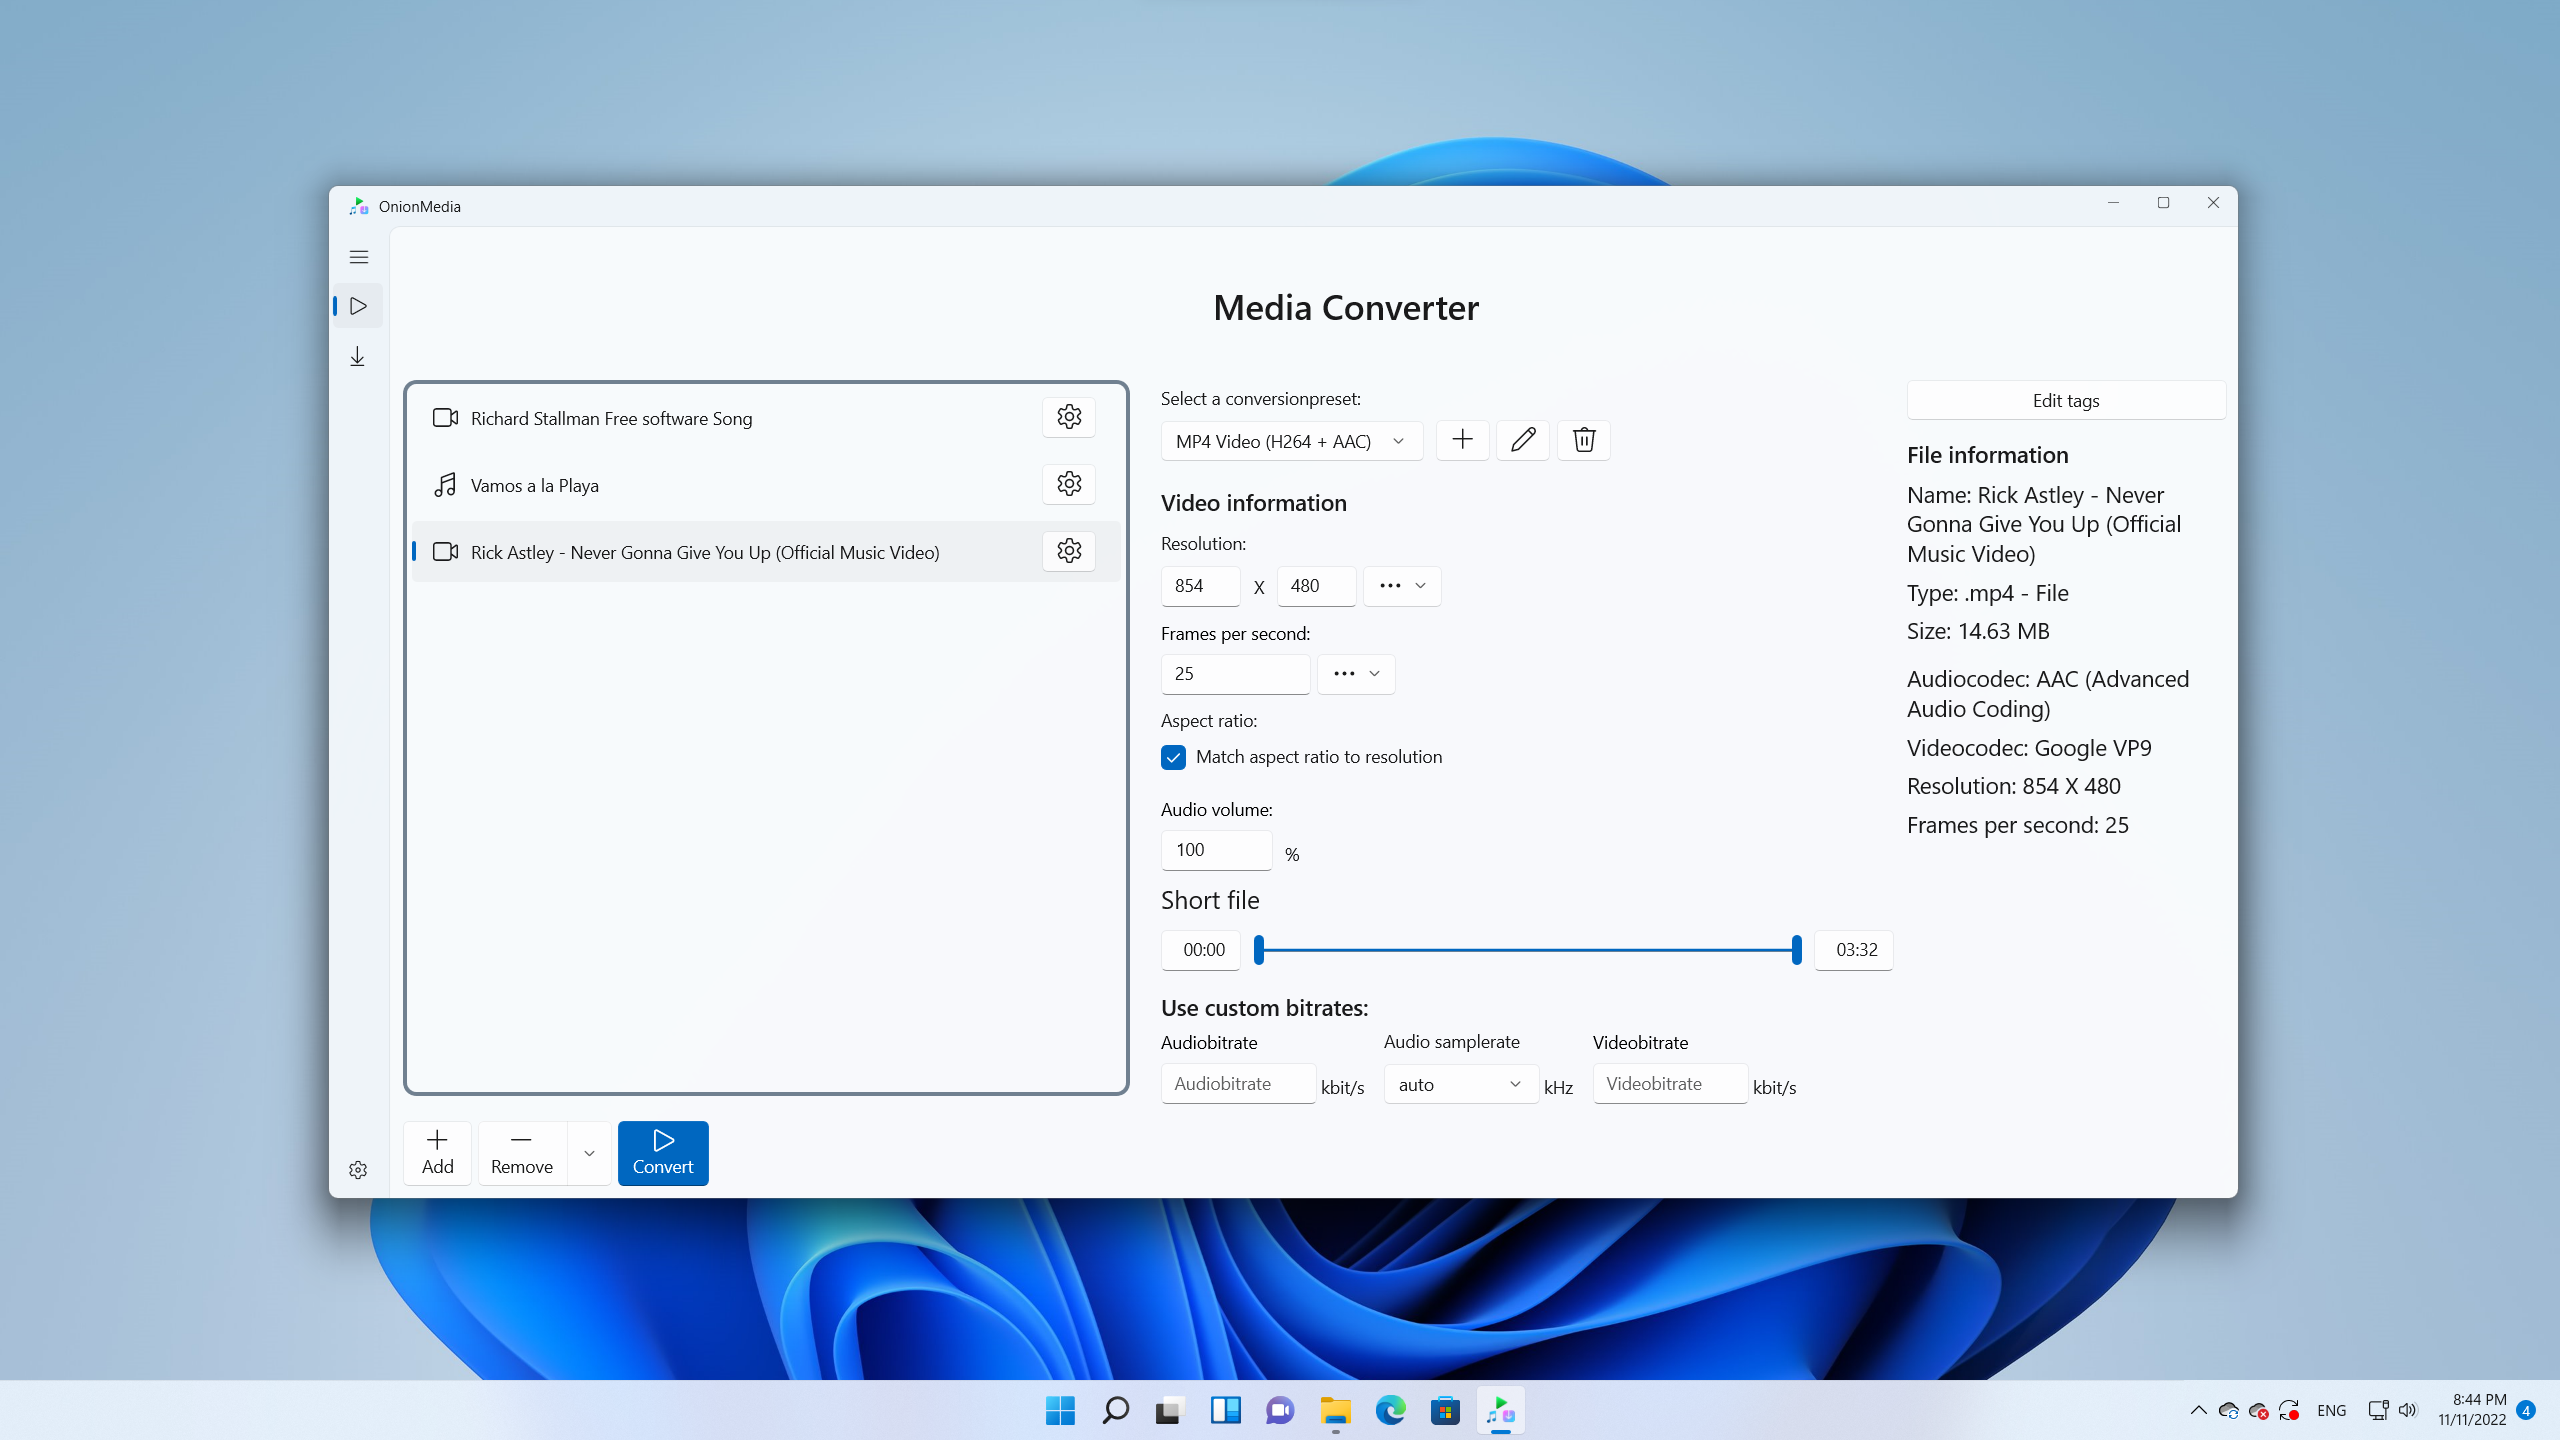 OnionMedia
Media Converter
Richard Stallman Free software Song
Vamos a la Playa
Rick Astley - Never Gonna Give You Up (Official Music Video)
Add
Remove
Convert
Select a conversionpreset:
MP4 Video (H264 + AAC)
Video information
Resolution:
854 X 480
Frames per second:
25
Aspect ratio:
Match aspect ratio to resolution
Audio volume:
100 %
Short file
00:00 03:32
Use custom bitrates:
Audiobitrate Audio samplerate Videobitrate
Audiobitrate kbit/s auto kHz Videobitrate kbit/s
Edit tags
File information
Name: Rick Astley - Never
Gonna Give You Up (Official
Music Video)
Type: .mp4 - File
Size: 14.63 MB
Audiocodec: AAC (Advanced
Audio Coding)
Videocodec: Google VP9
Resolution: 854 X 480
Frames per second: 25
ENG
8:44 PM
11/11/2022
4